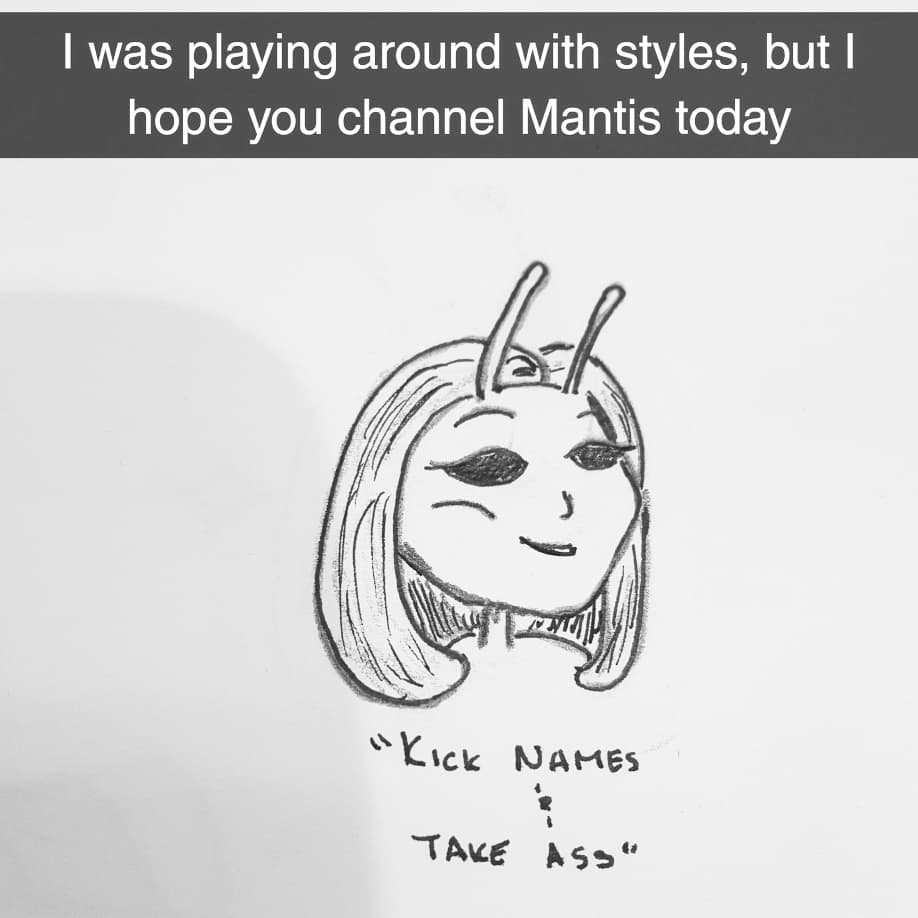 I was playing around with styles, but I
hope you channel Mantis today
"KICK NAMES
&
TAKE ASS"